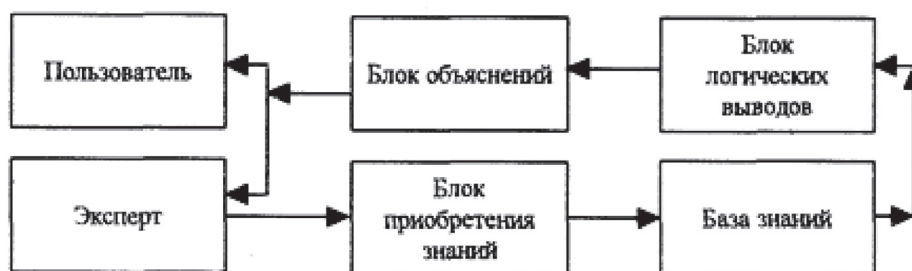 Пользователь
Блок объяснений
Блок
логических
выводов
Эксперт
Блок
приобретения
знаний
База знаний